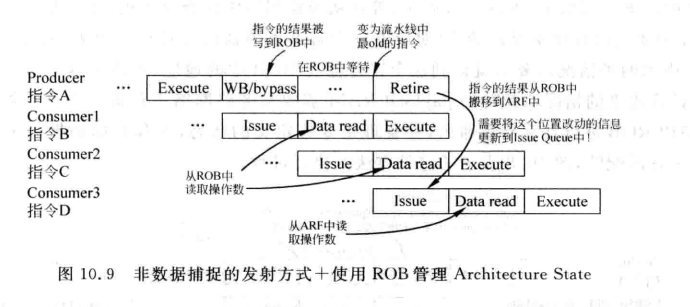 指令的结果被
写到ROB中
变为流水线中
最old的指令
Producer
指令A
... Execute WB/bypass ... Retire
在ROB中等待
指令的结果从ROB中
搬移到ARF中
Consumer1
指令B
... Issue Data read Execute
需要将这个位置改动的信息
更新到Issue Queue中!
Consumer2
指令C
... Issue Data read Execute
从ROB中
读取操作数
Consumer3
指令D
... Issue Data read Execute
从ARF中读
取操作数
图 10.9 非数据捕捉的发射方式+使用 ROB 管理 Architecture State